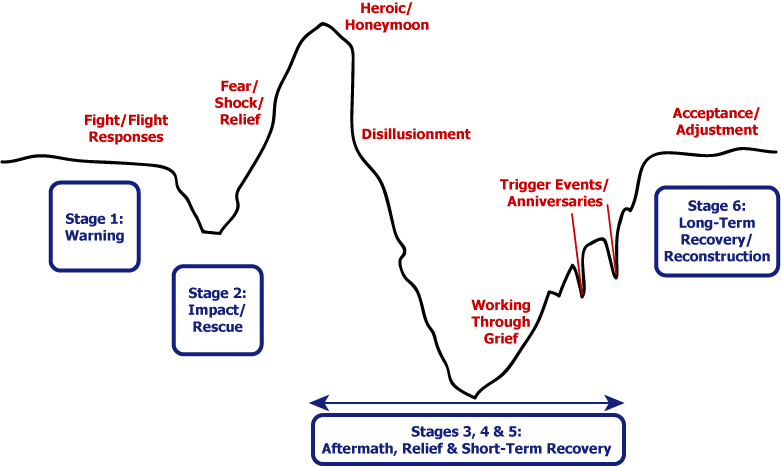 Heroic/
Honeymoon
Fear/
Shock/
Relief
Fight/Flight
Responses
Disillusionment
Acceptance/
Adjustment
Trigger Events/
Anniversaries
Stage 1:
Warning
Stage 6:
Long-Term
Recovery/
Reconstruction
Stage 2:
Impact/
Rescue
Working
Through
Grief
Stages 3, 4 & 5:
Aftermath, Relief & Short-Term Recovery